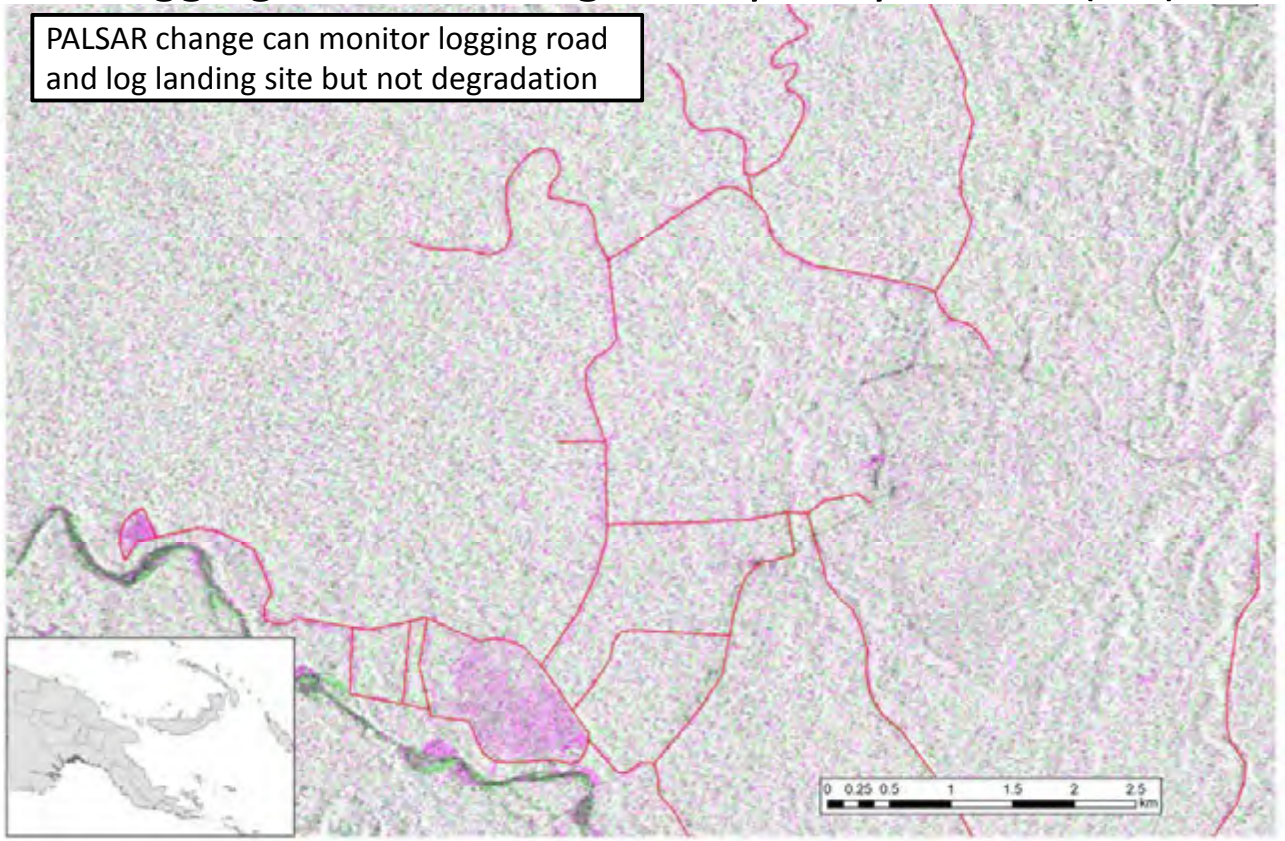 PALSAR change can monitor logging road
and log landing site but not degradation
0 0.25 0.5 1 1.5 2 2.5
km